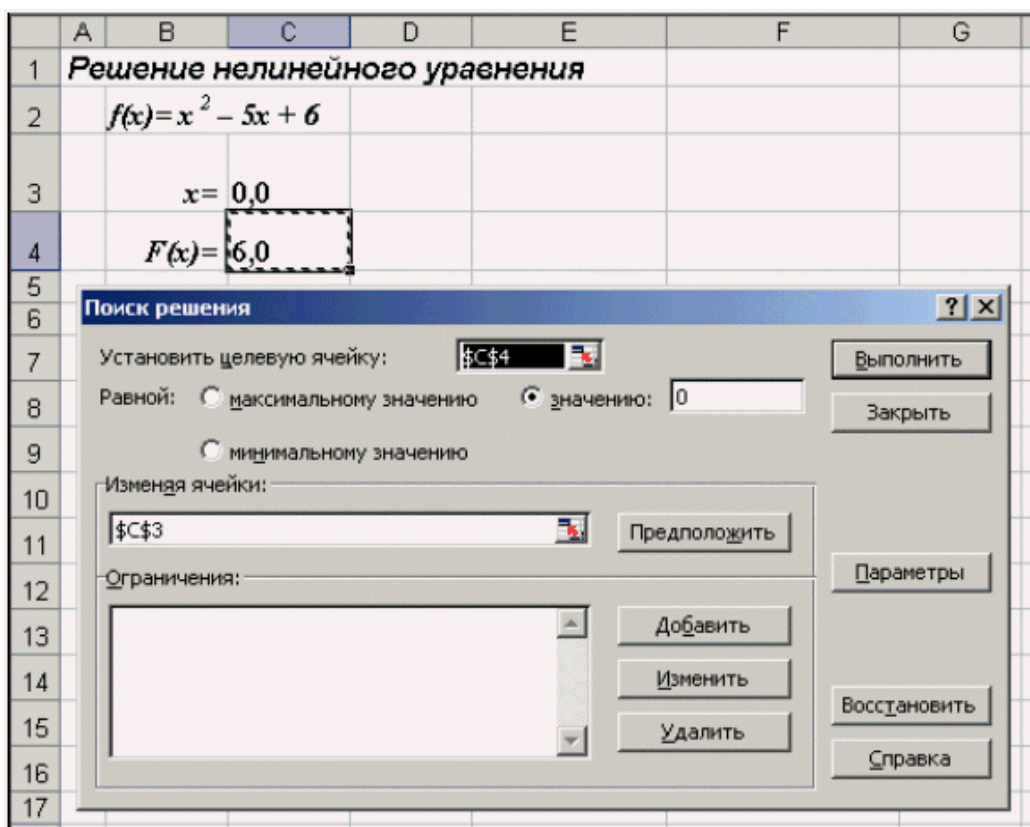 A B C D E F G
1 Решение нелинейного уравнения
2 f(x)= x 2 – 5x + 6
3 x= 0,0
4 F(x)= 6,0
5
Поиск решения ? ×
6
7 Установить целевую ячейку: $C$4 Выполнить
8 Равной: максимальному значению значению: 0 Закрыть
9 минимальному значению
Изменяя ячейки:
10
11 $C$3 Предположить
12 Ограничения: Параметры
13 Добавить
14 Изменить
15 Удалить Восстановить
16 Справка
17